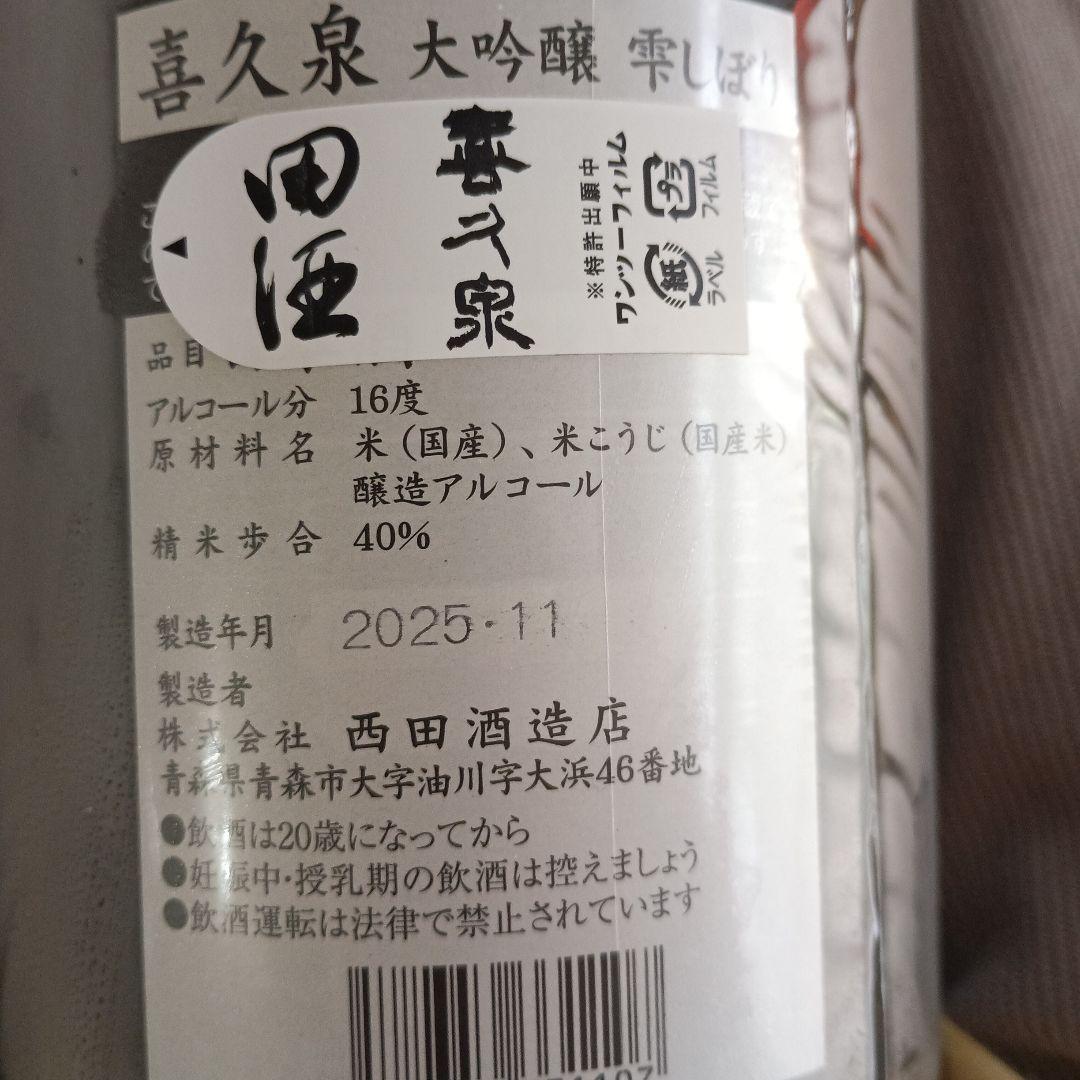 喜久泉 大吟醸 雫しぼり
田酒
喜久泉
※特許出願中
ワンツーフィルム
プラ
フィルム
紙
ラベル
品目
アルコール分 16度
原材料名 米(国産)、米こうじ(国産米)
醸造アルコール
精米歩合 40%
製造年月 2025・11
製造者
株式会社 西田酒造店
青森県青森市大字油川字大浜46番地
●飲酒は20歳になってから
●妊娠中・授乳期の飲酒は控えましょう
●飲酒運転は法律で禁止されています